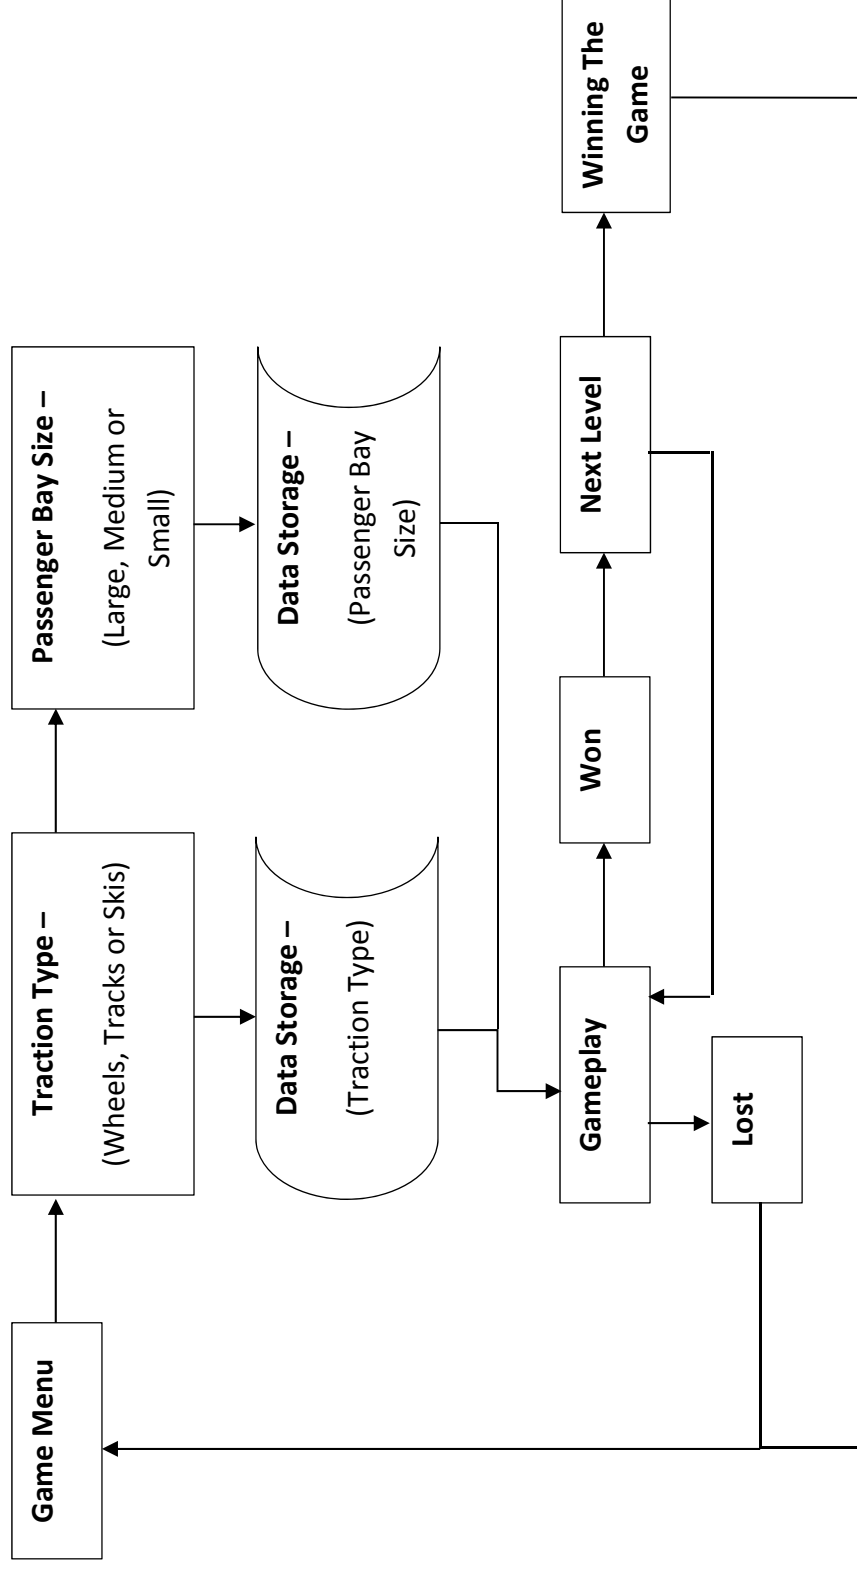 Game Menu
Traction Type –
(Wheels, Tracks or Skis)
Passenger Bay Size –
(Large, Medium or
Small)
Data Storage –
(Traction Type)
Data Storage –
(Passenger Bay
Size)
Gameplay
Won
Next Level
Winning The
Game
Lost